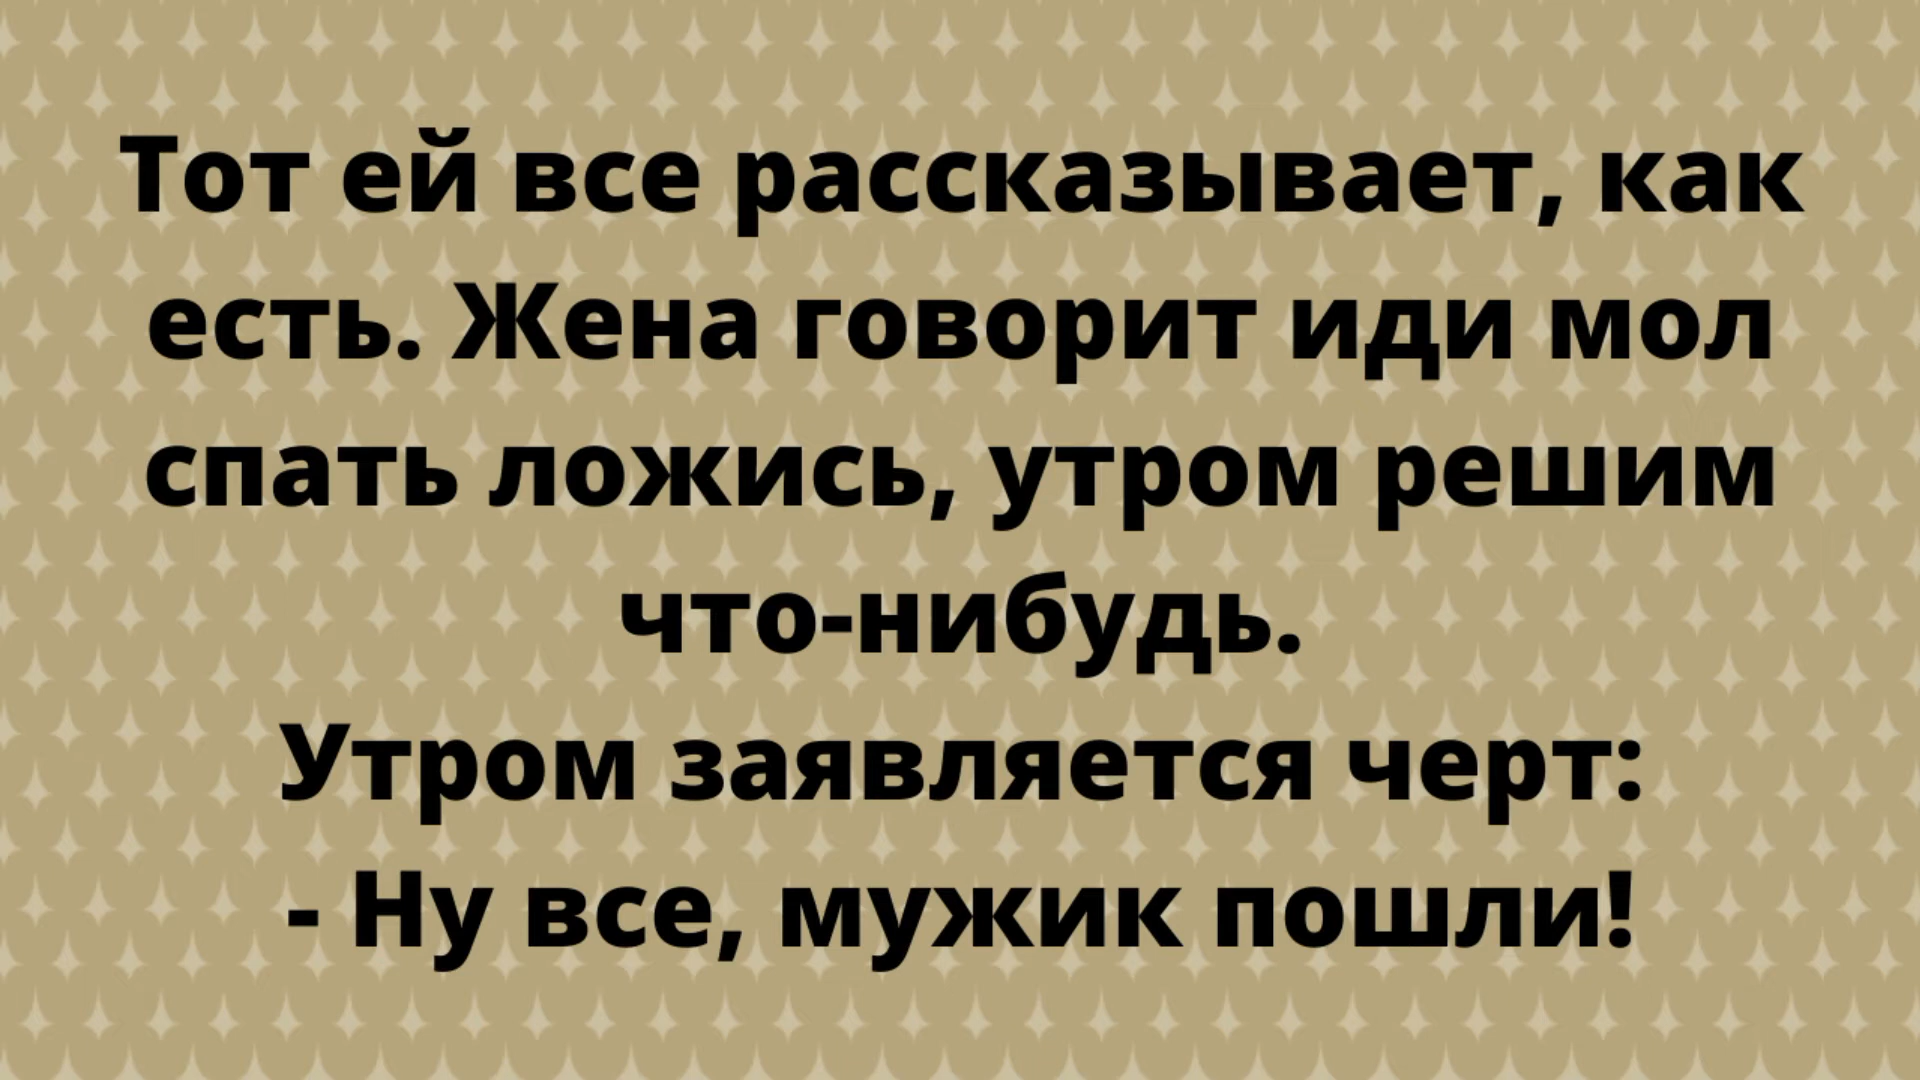 Тот ей все рассказывает, как
есть. Жена говорит иди мол
спать ложись, утром решим
что-нибудь.
Утром заявляется черт:
- Ну все, мужик пошли!